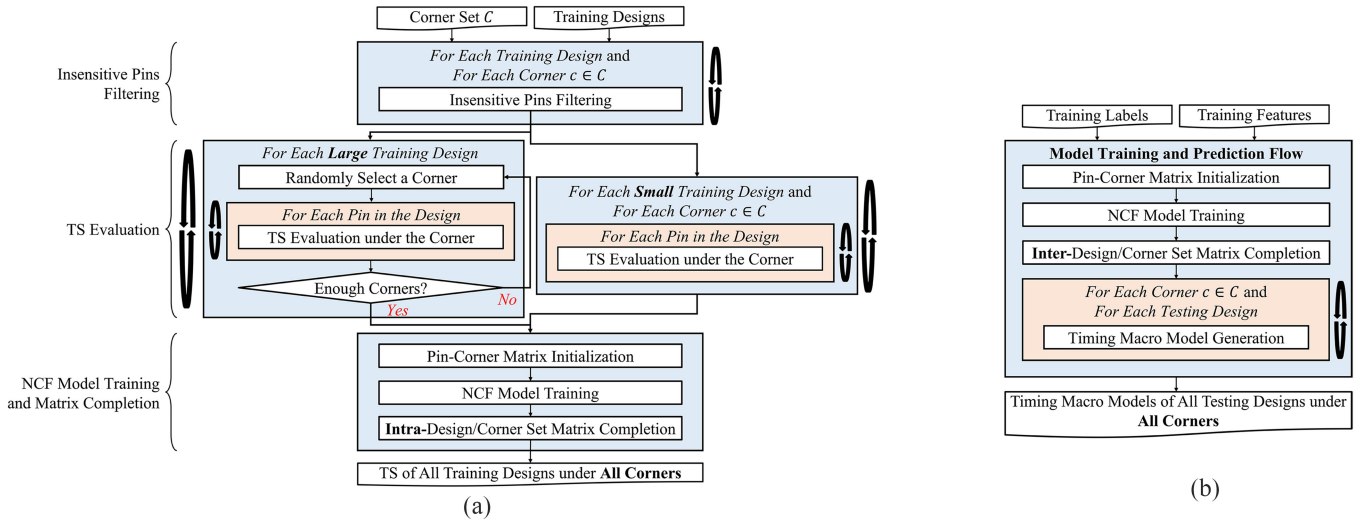 Corner Set C
Training Designs
Insensitive Pins
Filtering
For Each Training Design and
For Each Corner c ∈ C
Insensitive Pins Filtering
TS Evaluation
For Each Large Training Design
Randomly Select a Corner
For Each Pin in the Design
TS Evaluation under the Corner
Enough Corners?
No
Yes
For Each Small Training Design and
For Each Corner c ∈ C
For Each Pin in the Design
TS Evaluation under the Corner
NCF Model Training
and Matrix Completion
Pin-Corner Matrix Initialization
NCF Model Training
Intra-Design/Corner Set Matrix Completion
TS of All Training Designs under All Corners
(a)
Training Labels
Training Features
Model Training and Prediction Flow
Pin-Corner Matrix Initialization
NCF Model Training
Inter-Design/Corner Set Matrix Completion
For Each Corner c ∈ C and
For Each Testing Design
Timing Macro Model Generation
Timing Macro Models of All Testing Designs under
All Corners
(b)